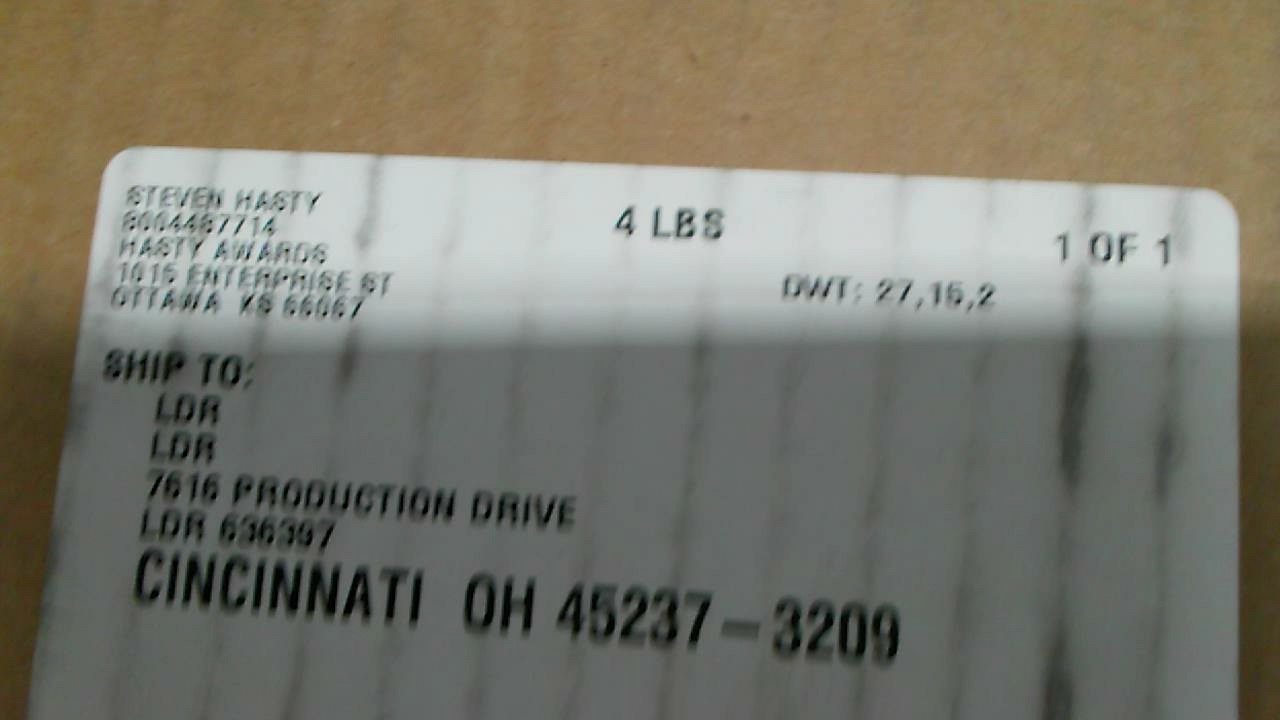 STEVEN HASTY
8004487714
HASTY AWARDS
1015 ENTERPRISE ST
OTTAWA KS 66067
4 LBS
1 OF 1
DWT: 27,15,2
SHIP TO:
LDR
LDR
7616 PRODUCTION DRIVE
LDR 636397
CINCINNATI OH 45237-3209